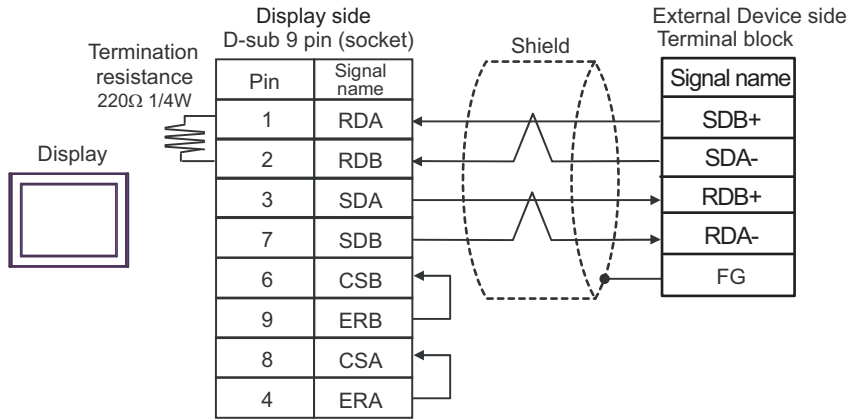 Display side
D-sub 9 pin (socket)
External Device side
Terminal block
Termination
resistance
220Ω 1/4W
Shield
Display
Pin Signal name
1 RDA
2 RDB
3 SDA
7 SDB
6 CSB
9 ERB
8 CSA
4 ERA
Signal name
SDB+
SDA-
RDB+
RDA-
FG